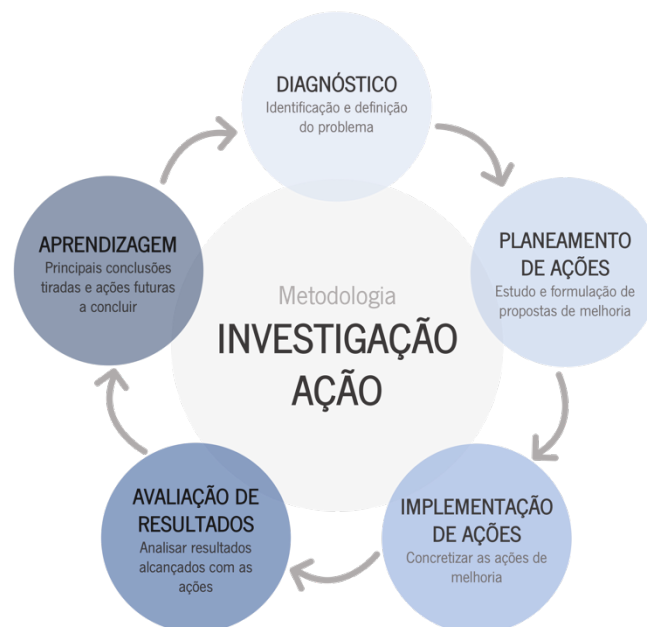 DIAGNÓSTICO
Identificação e definição
do problema
PLANEAMENTO
DE AÇÕES
Estudo e formulação de
propostas de melhoria
IMPLEMENTAÇÃO
DE AÇÕES
Concretizar as ações de
melhoria
AVALIAÇÃO DE
RESULTADOS
Analisar resultados
alcançados com as
ações
APRENDIZAGEM
Principais conclusões
tiradas e ações futuras
a concluir
Metodologia
INVESTIGAÇÃO
AÇÃO